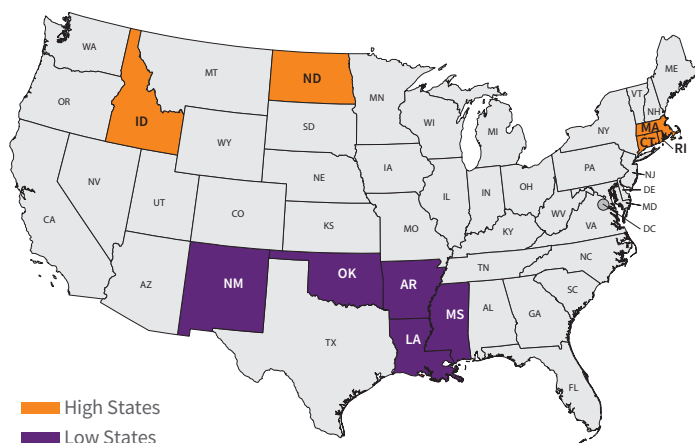 WA
ME
MT
ND
VT
MN
NH
OR
ID
WI
SD
MI
NY
MA
CT
RI
WY
IA
PA
NE
NJ
OH
DE
IL
IN
NV
UT
MD
WV
CO
VA
DC
CA
KS
MO
KY
NC
TN
OK
AZ
NM
AR
SC
AL
GA
MS
LA
TX
FL
High States
Low States